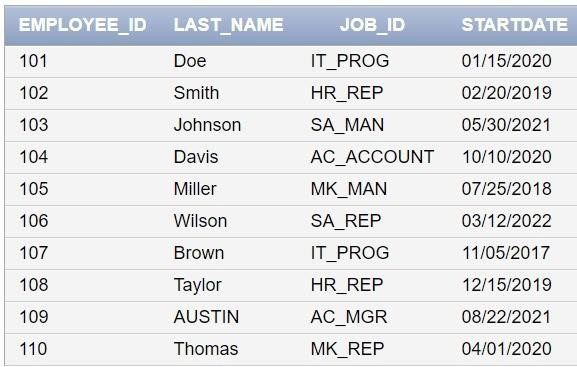 EMPLOYEE_ID LAST_NAME JOB_ID STARTDATE
101 Doe IT_PROG 01/15/2020
102 Smith HR_REP 02/20/2019
103 Johnson SA_MAN 05/30/2021
104 Davis AC_ACCOUNT 10/10/2020
105 Miller MK_MAN 07/25/2018
106 Wilson SA_REP 03/12/2022
107 Brown IT_PROG 11/05/2017
108 Taylor HR_REP 12/15/2019
109 AUSTIN AC_MGR 08/22/2021
110 Thomas MK_REP 04/01/2020